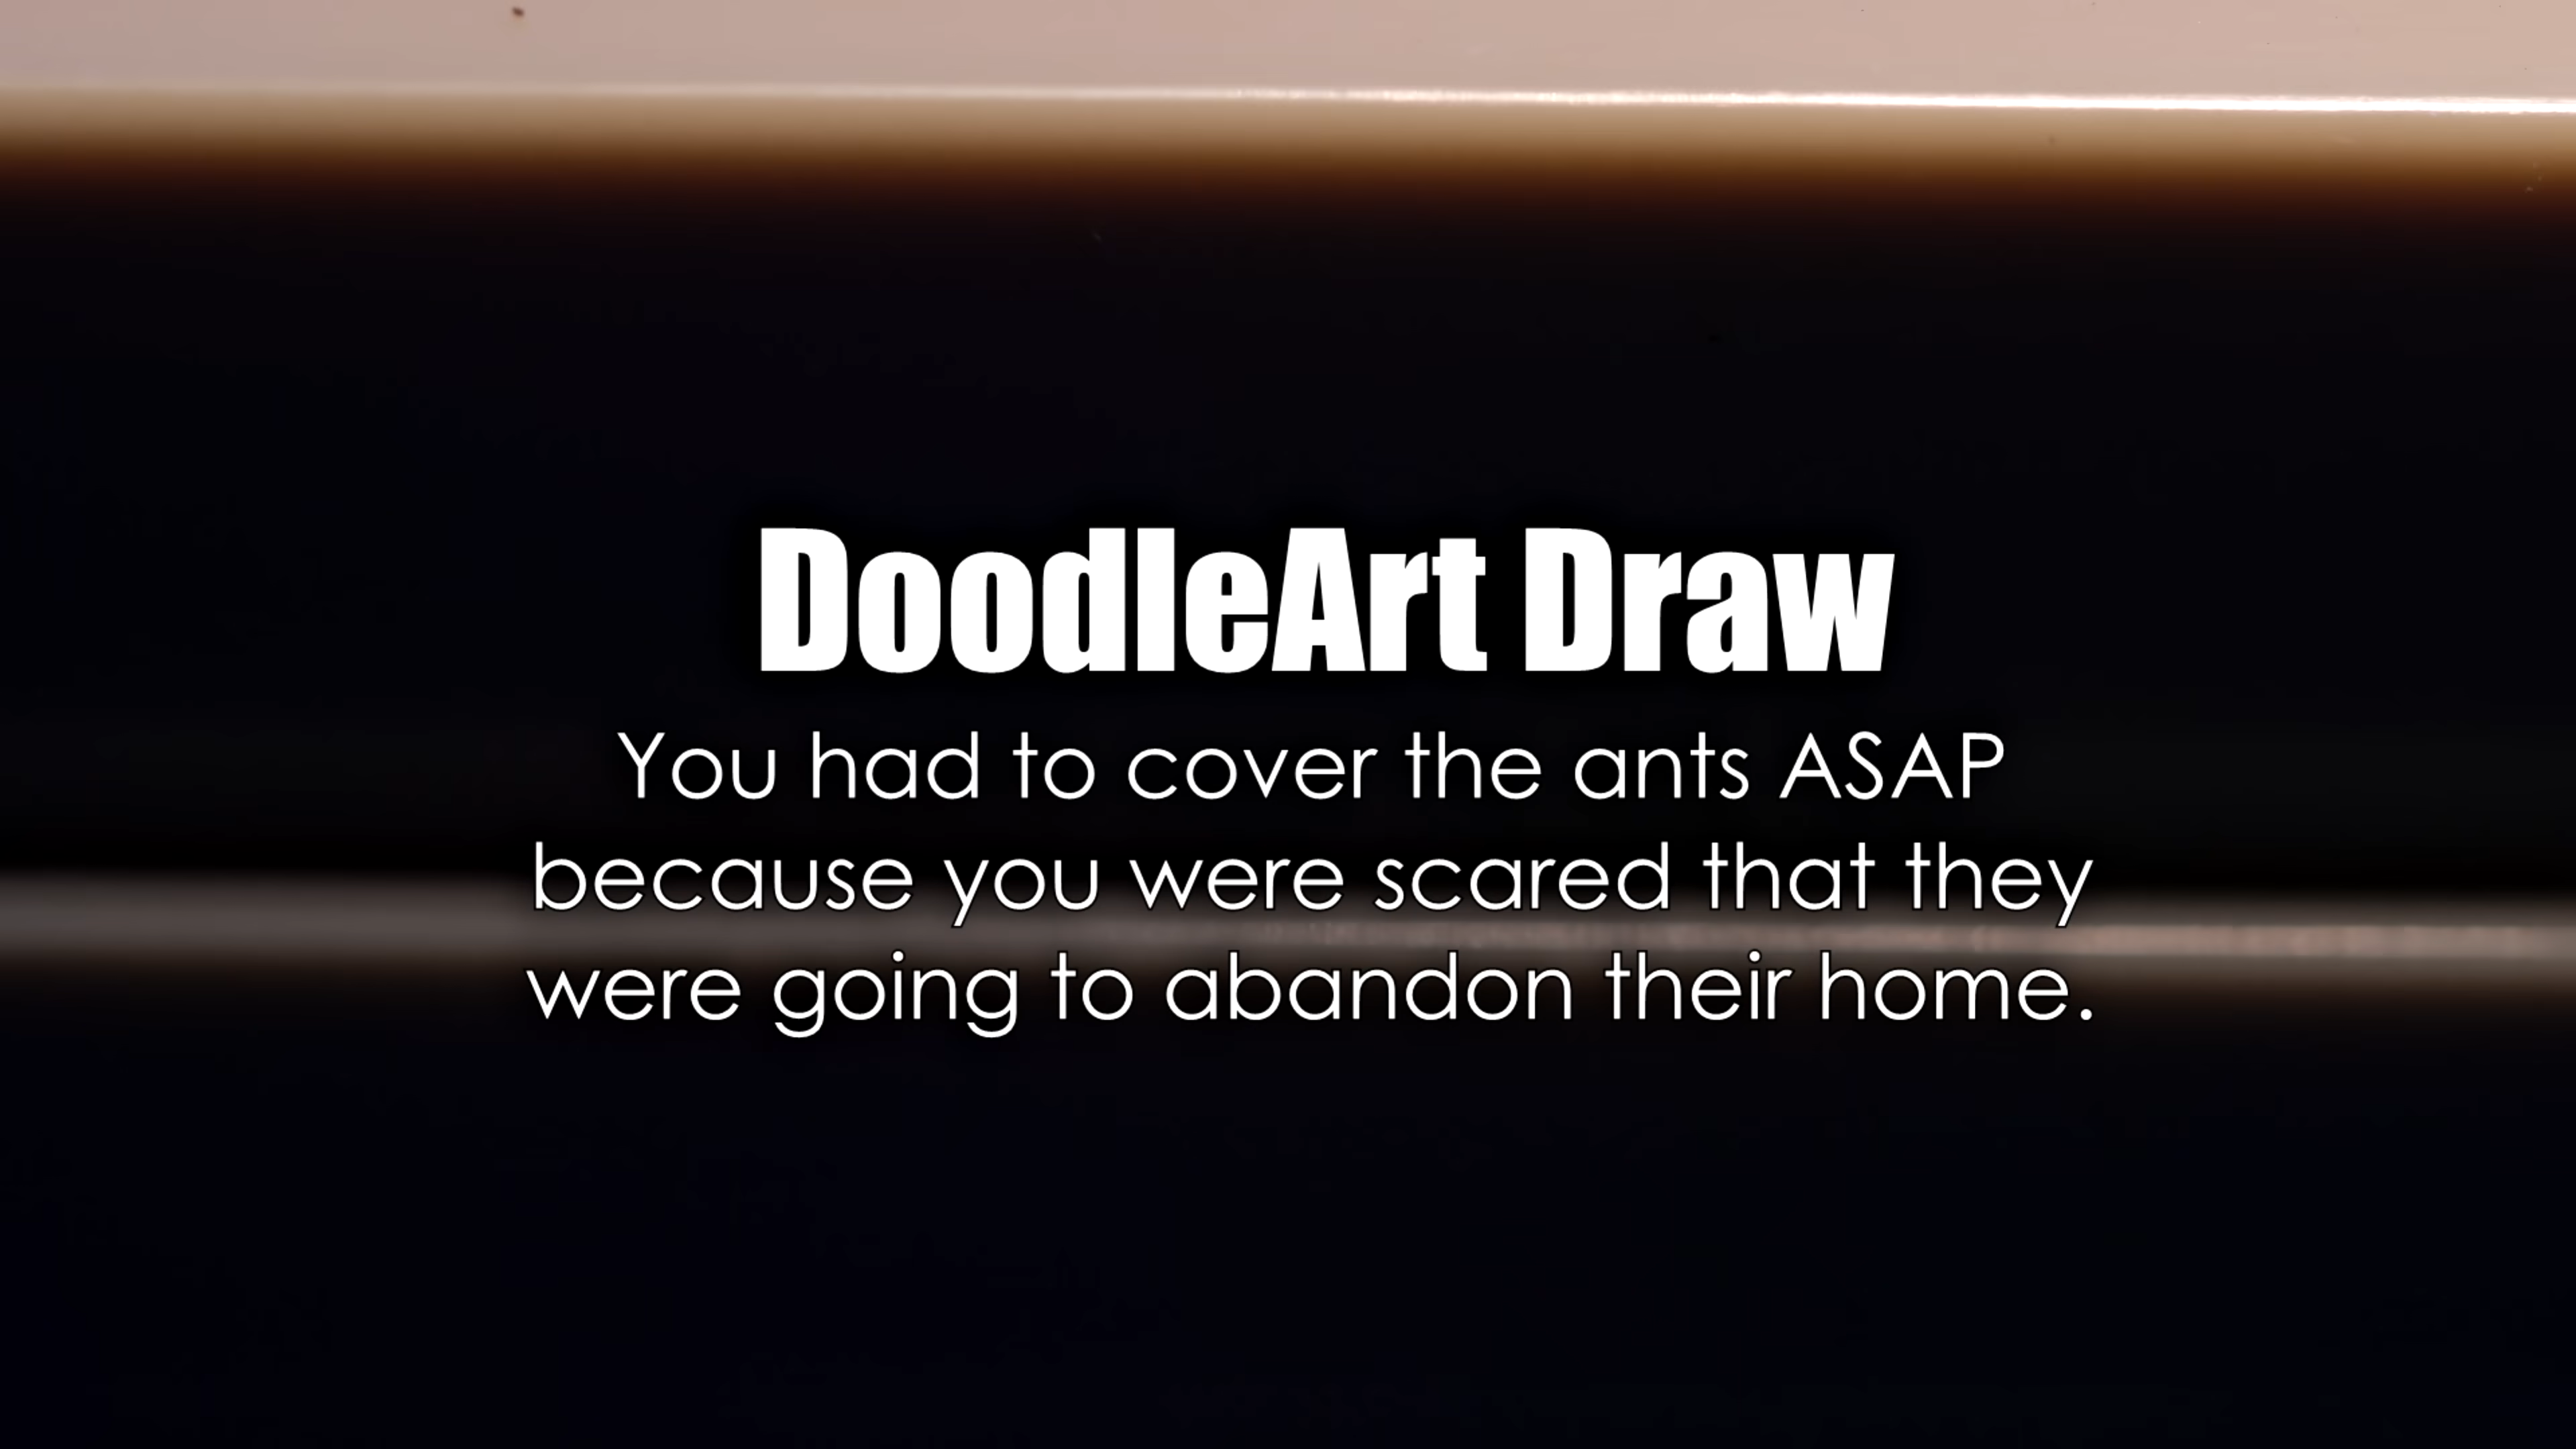 DoodleArt Draw
You had to cover the ants ASAP
because you were scared that they
were going to abandon their home.